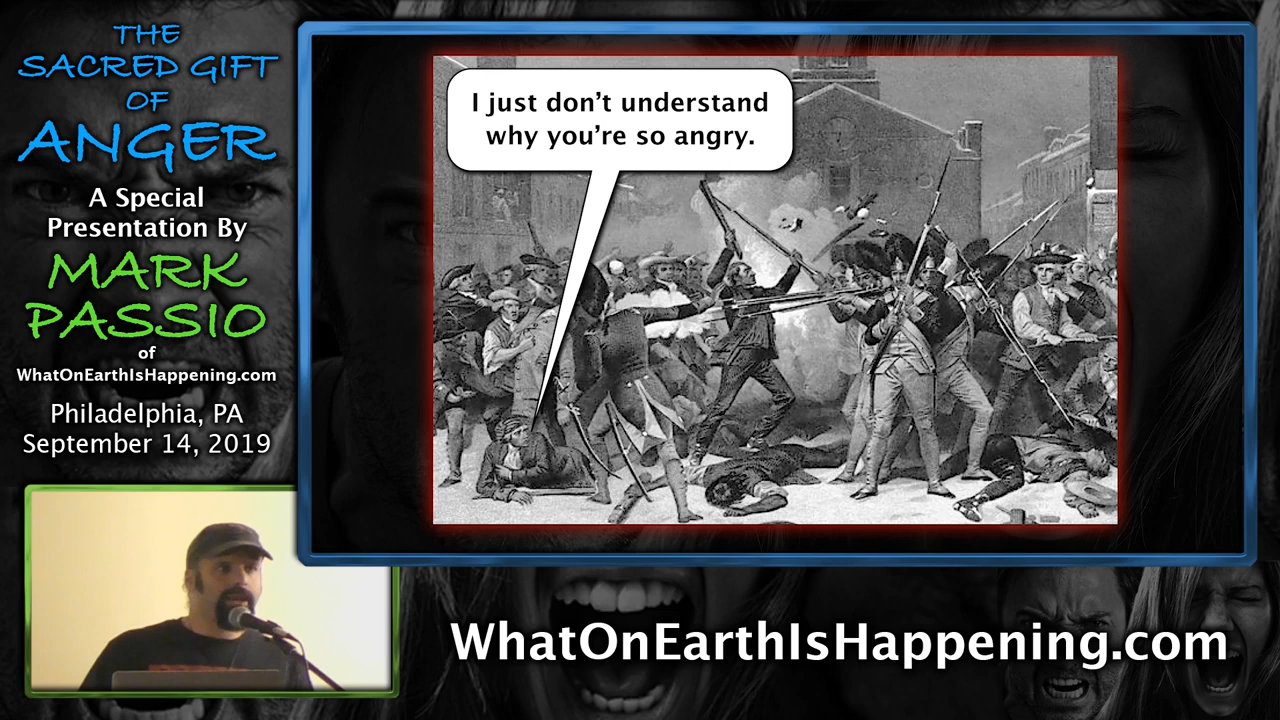 THE
SACRED GIFT
OF
ANGER
A Special
Presentation By
MARK
PASSIO
of
WhatOnEarthIsHappening.com
Philadelphia, PA
September 14, 2019
I just don't understand
why you're so angry.
WhatOnEarthIsHappening.com